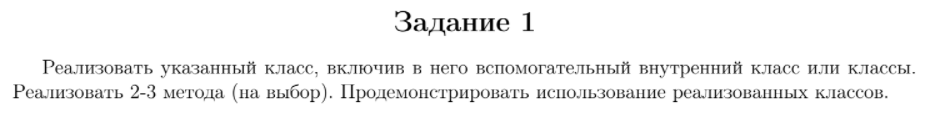 Задание 1
Реализовать указанный класс, включив в него вспомогательный внутренний класс или классы.
Реализовать 2-3 метода (на выбор). Продемонстрировать использование реализованных классов.